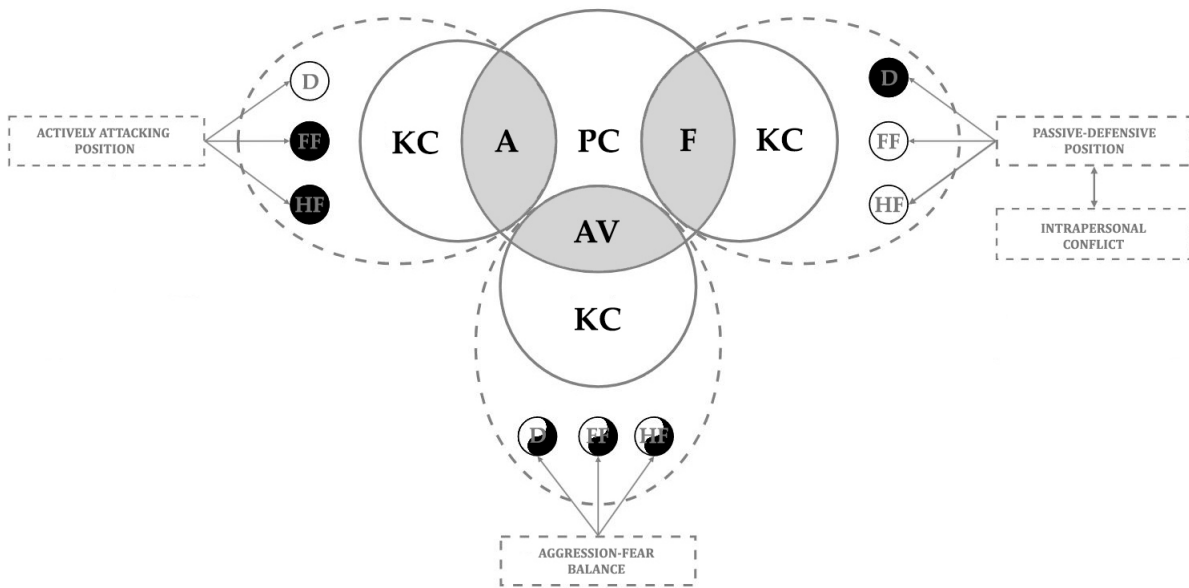 D
D
ACTIVELY ATTACKING
POSITION
FF
KC
A
PC
F
KC
FF
PASSIVE-DEFENSIVE
POSITION
HF
HF
AV
INTRAPERSONAL
CONFLICT
KC
D
FF
HF
AGGRESSION-FEAR
BALANCE